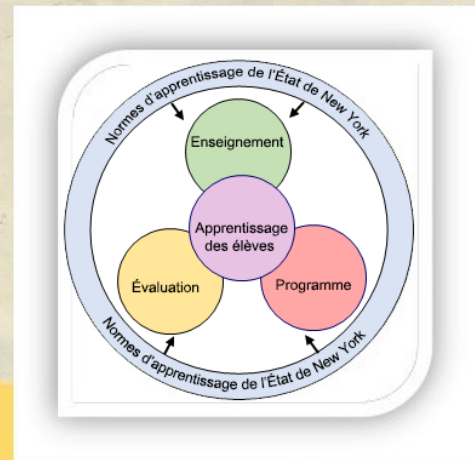 Normes d'apprentissage de l'État de New York
Enseignement
Apprentissage
des élèves
Évaluation
Programme
Normes d'apprentissage de l'État de New York